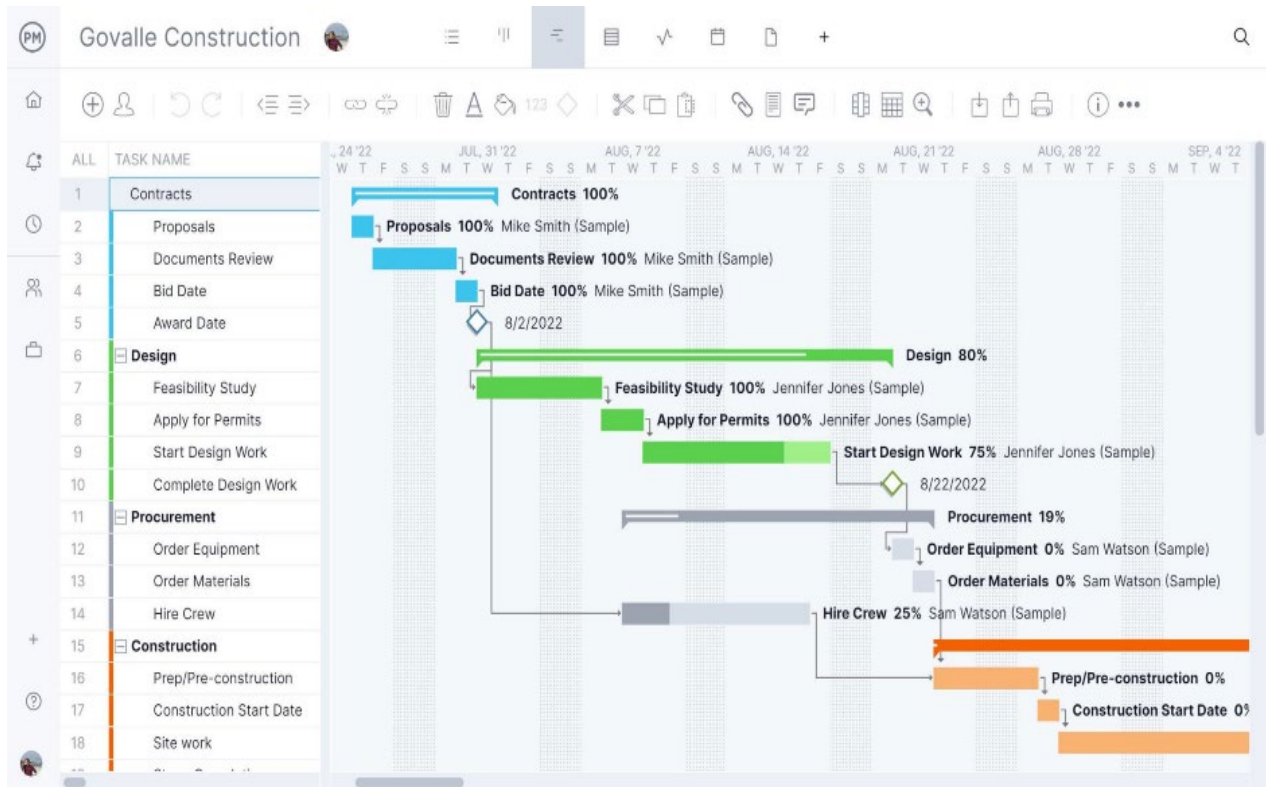 PM Govalle Construction
123
ALL TASK NAME
24 '22 JUL, 31 '22 AUG, 7 '22 AUG, 14 '22 AUG, 21 '22 AUG, 28 '22 SEP, 4 '22
W T F S S M T W T F S S M T W T F S S M T W T F S S M T W T F S S M T W T F S S M T W T
1 Contracts Contracts 100%
2 Proposals Proposals 100% Mike Smith (Sample)
3 Documents Review Documents Review 100% Mike Smith (Sample)
4 Bid Date Bid Date 100% Mike Smith (Sample)
5 Award Date 8/2/2022
6 Design Design 80%
7 Feasibility Study Feasibility Study 100% Jennifer Jones (Sample)
8 Apply for Permits Apply for Permits 100% Jennifer Jones (Sample)
9 Start Design Work Start Design Work 75% Jennifer Jones (Sample)
10 Complete Design Work 8/22/2022
11 Procurement Procurement 19%
12 Order Equipment Order Equipment 0% Sam Watson (Sample)
13 Order Materials Order Materials 0% Sam Watson (Sample)
14 Hire Crew Hire Crew 25% Sam Watson (Sample)
15 Construction
16 Prep/Pre-construction Prep/Pre-construction 0%
17 Construction Start Date Construction Start Date 0%
18 Site work